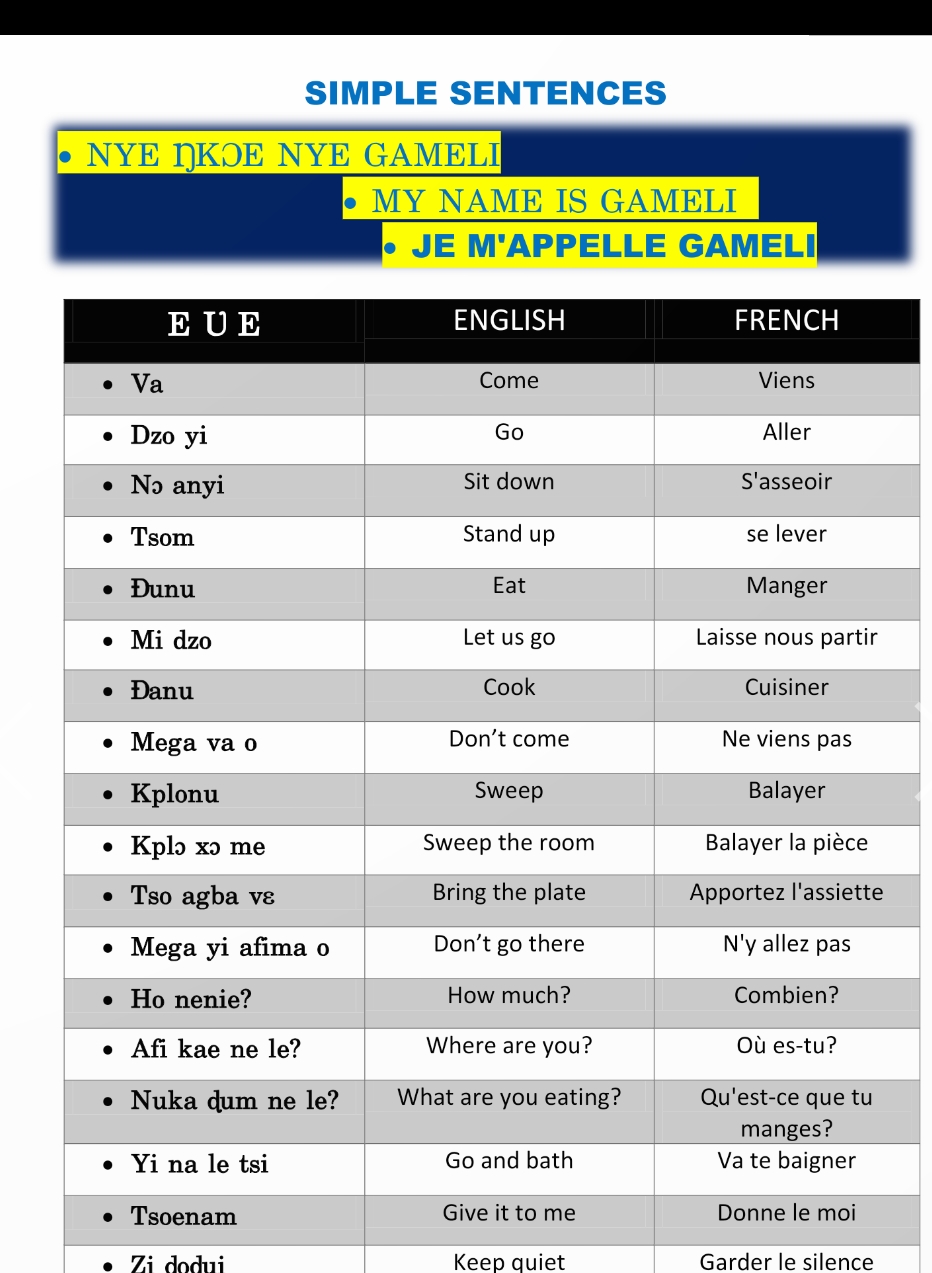 SIMPLE SENTENCES
• NYE ŊKƆE NYE GAMELI
• MY NAME IS GAMELI
• JE M'APPELLE GAMELI
E Ʋ E ENGLISH FRENCH
• Va Come Viens
• Dzo yi Go Aller
• Nɔ anyi Sit down S'asseoir
• Tsom Stand up se lever
• Ɖunu Eat Manger
• Mi dzo Let us go Laisse nous partir
• Ɖanu Cook Cuisiner
• Mega va o Don’t come Ne viens pas
• Kplonu Sweep Balayer
• Kplɔ xɔ me Sweep the room Balayer la pièce
• Tso agba vɛ Bring the plate Apportez l'assiette
• Mega yi afima o Don’t go there N'y allez pas
• Ho nenie? How much? Combien?
• Afi kae ne le? Where are you? Où es-tu?
• Nuka ɖum ne le? What are you eating? Qu'est-ce que tu
manges?
• Yi na le tsi Go and bath Va te baigner
• Tsoenam Give it to me Donne le moi
• Zi dodui Keep quiet Garder le silence